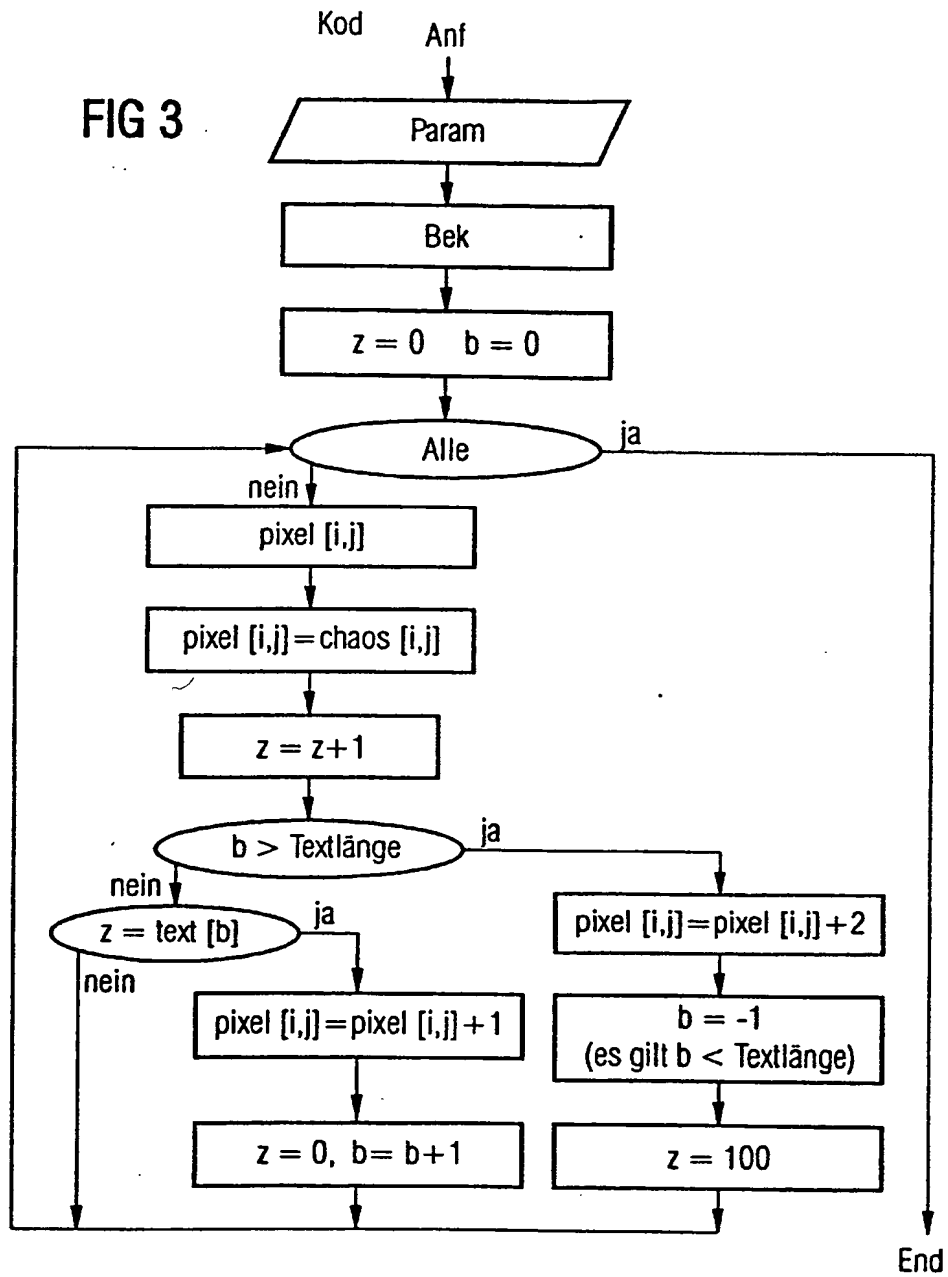 Kod
Anf
FIG 3
Param
Bek
z = 0 b = 0
Alle
ja
nein
pixel [i,j]
pixel [i,j]=chaos [i,j]
z = z+1
b > Textlänge
ja
nein
z = text [b]
ja
nein
pixel [i,j]=pixel [i,j]+1
z = 0, b= b+1
pixel [i,j]=pixel [i,j]+2
b = -1
(es gilt b < Textlänge)
z = 100
End